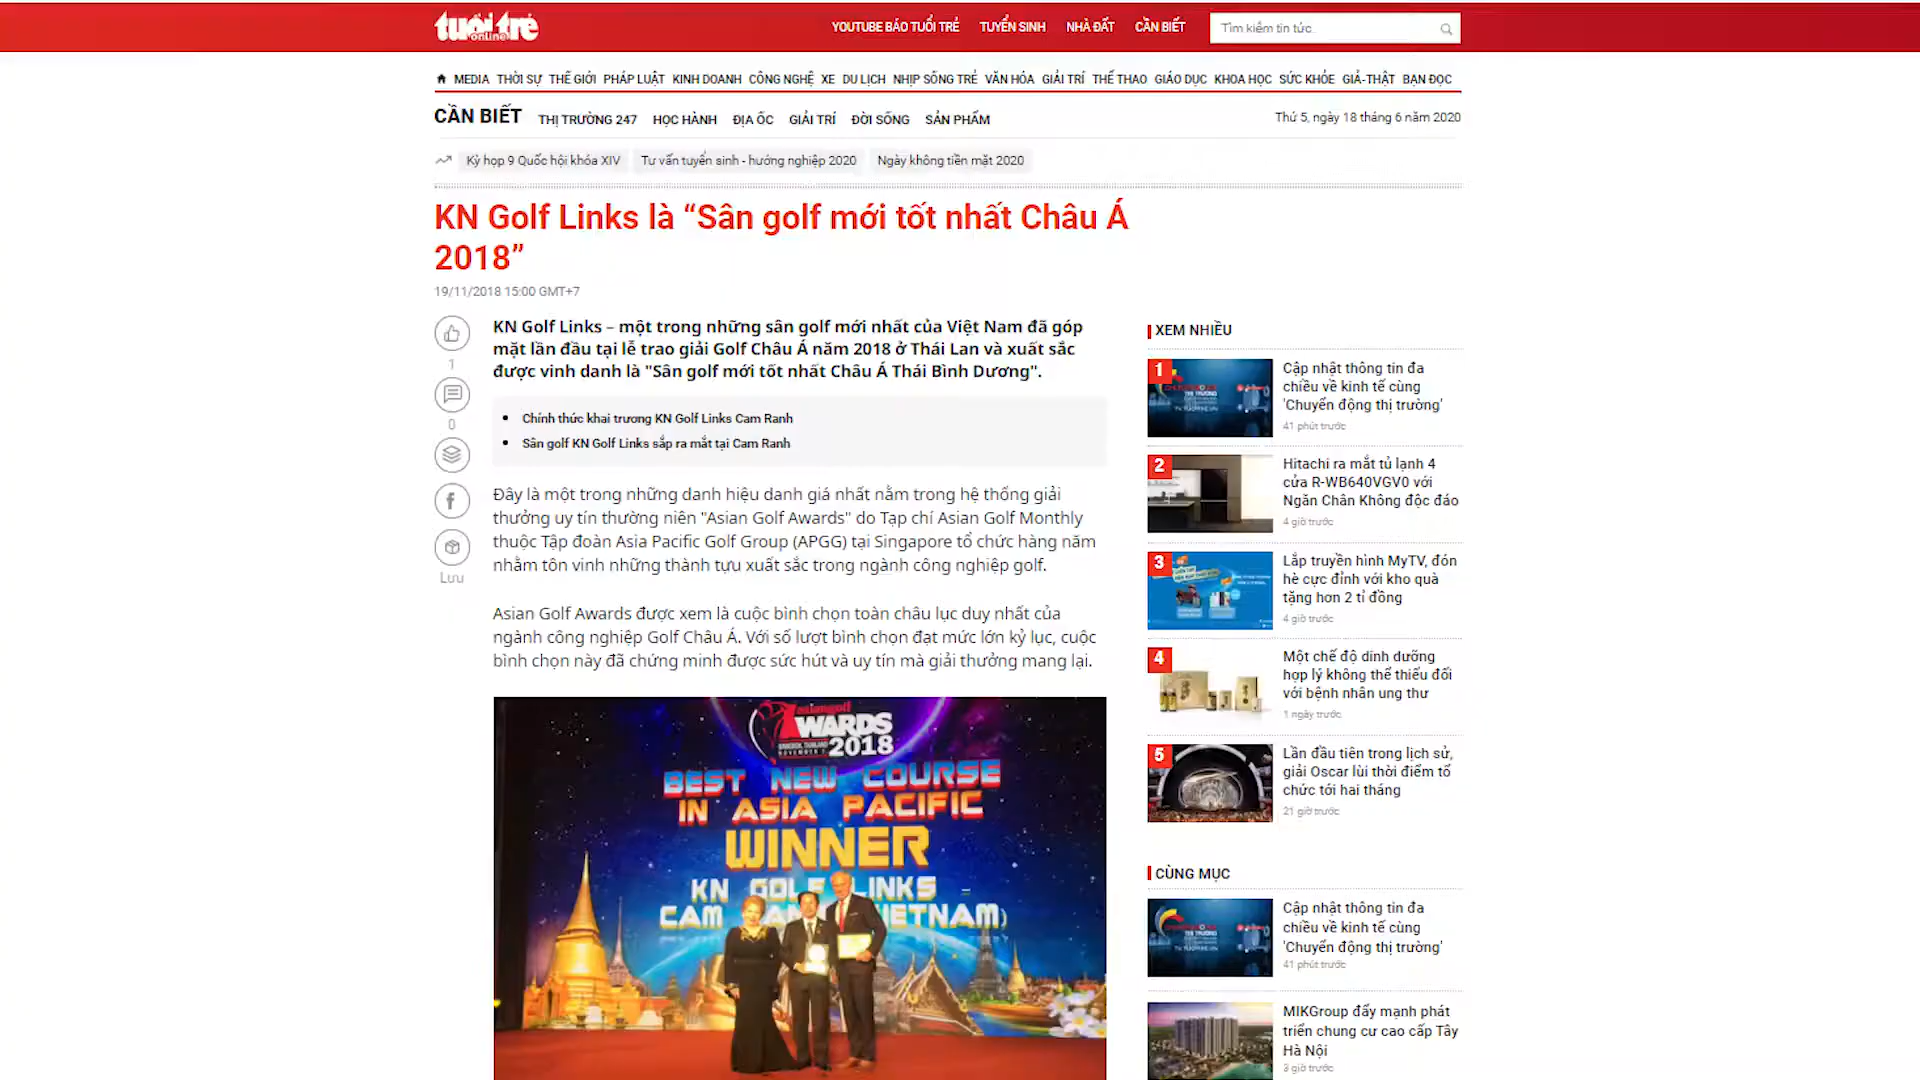 tuổi trẻ
online
YOUTUBE BÁO TUỔI TRẺ TUYỂN SINH NHÀ ĐẤT CẦN BIẾT
Tìm kiếm tin tức.
MEDIA THỜI SỰ THẾ GIỚI PHÁP LUẬT KINH DOANH CÔNG NGHỆ XE DU LỊCH NHỊP SỐNG TRẺ VĂN HÓA GIẢI TRÍ THỂ THAO GIÁO DỤC KHOA HỌC SỨC KHỎE GIẢ-THẬT BẠN ĐỌC
CẦN BIẾT THỊ TRƯỜNG 247 HỌC HÀNH ĐỊA ỐC GIẢI TRÍ ĐỜI SỐNG SẢN PHẨM
Thứ 5, ngày 18 tháng 6 năm 2020
Kỳ họp 9 Quốc hội khóa XIV Tư vấn tuyển sinh - hướng nghiệp 2020 Ngày không tiền mặt 2020
KN Golf Links là “Sân golf mới tốt nhất Châu Á
2018”
19/11/2018 15:00 GMT+7
1
0
Lưu
KN Golf Links – một trong những sân golf mới nhất của Việt Nam đã góp
mặt lần đầu tại lễ trao giải Golf Châu Á năm 2018 ở Thái Lan và xuất sắc
được vinh danh là "Sân golf mới tốt nhất Châu Á Thái Bình Dương".
Chính thức khai trương KN Golf Links Cam Ranh
Sân golf KN Golf Links sắp ra mắt tại Cam Ranh
Đây là một trong những danh hiệu danh giá nhất nằm trong hệ thống giải
thưởng uy tín thường niên "Asian Golf Awards" do Tạp chí Asian Golf Monthly
thuộc Tập đoàn Asia Pacific Golf Group (APGG) tại Singapore tổ chức hàng năm
nhằm tôn vinh những thành tựu xuất sắc trong ngành công nghiệp golf.
Asian Golf Awards được xem là cuộc bình chọn toàn châu lục duy nhất của
ngành công nghiệp Golf Châu Á. Với số lượt bình chọn đạt mức lớn kỷ lục, cuộc
bình chọn này đã chứng minh được sức hút và uy tín mà giải thưởng mang lại.
asiangolf
AWARDS
BANGKOK, THAILAND
2018
BEST NEW COURSE
IN ASIA PACIFIC
WINNER
KN GOLF LINKS –
CAM
XEM NHIỀU
1
Cập nhật thông tin đa
chiều về kinh tế cùng
'Chuyển động thị trường'
41 phút trước
2
Hitachi ra mắt tủ lạnh 4
cửa R-WB640VGV0 với
Ngăn Chân Không độc đáo
4 giờ trước
3
Lắp truyền hình MyTV, đón
hè cực đỉnh với kho quà
tặng hơn 2 tỉ đồng
4 giờ trước
4
Một chế độ dinh dưỡng
hợp lý không thể thiếu đối
với bệnh nhân ung thư
1 ngày trước
5
Lần đầu tiên trong lịch sử,
giải Oscar lùi thời điểm tổ
chức tới hai tháng
21 giờ trước
CÙNG MỤC
Cập nhật thông tin đa
chiều về kinh tế cùng
'Chuyển động thị trường'
41 phút trước
MIKGroup đẩy mạnh phát
triển chung cư cao cấp Tây
Hà Nội
3 giờ trước